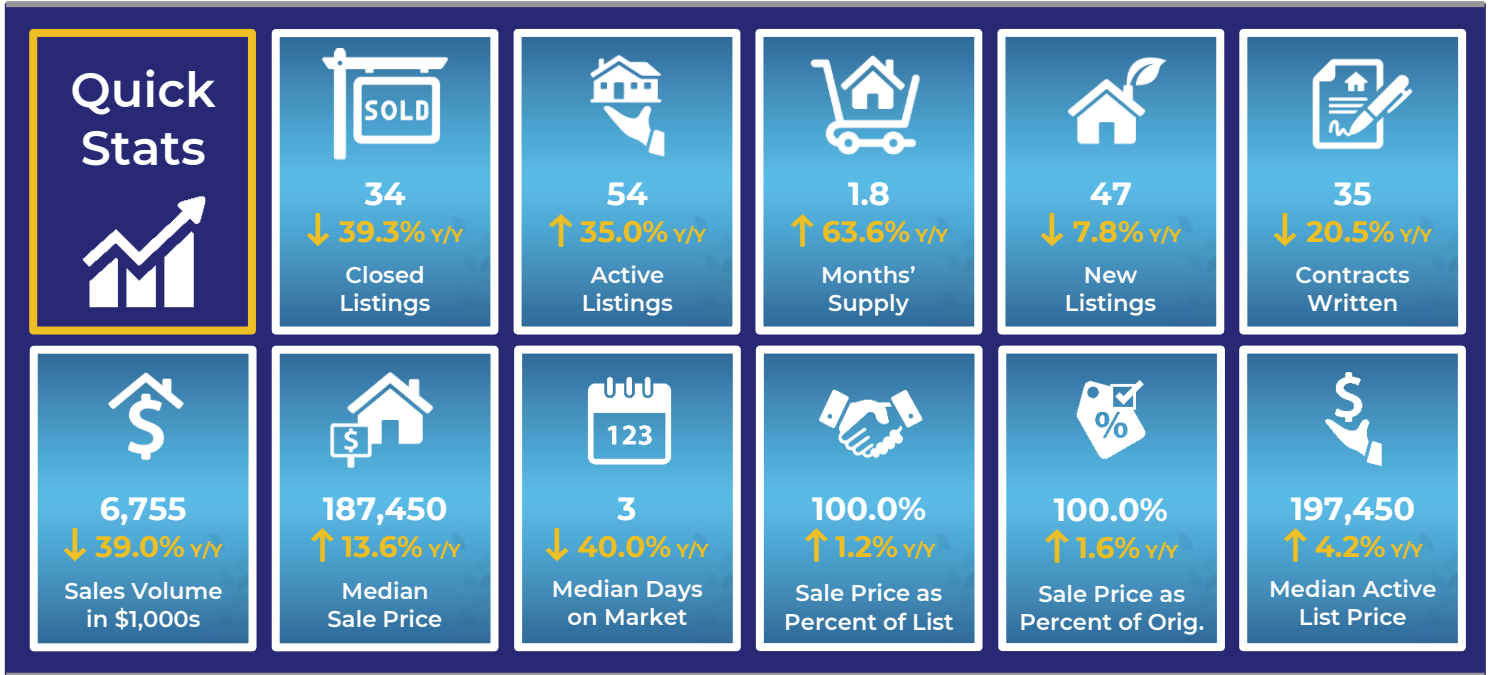 Quick
Stats
SOLD
34
↓ 39.3% Y/Y
Closed
Listings
54
↑ 35.0% Y/Y
Active
Listings
1.8
↑ 63.6% Y/Y
Months’
Supply
47
↓ 7.8% Y/Y
New
Listings
35
↓ 20.5% Y/Y
Contracts
Written
$
6,755
↓ 39.0% Y/Y
Sales Volume
in $1,000s
$
187,450
↑ 13.6% Y/Y
Median
Sale Price
123
3
↓ 40.0% Y/Y
Median Days
on Market
100.0%
↑ 1.2% Y/Y
Sale Price as
Percent of List
%
100.0%
↑ 1.6% Y/Y
Sale Price as
Percent of Orig.
$
197,450
↑ 4.2% Y/Y
Median Active
List Price